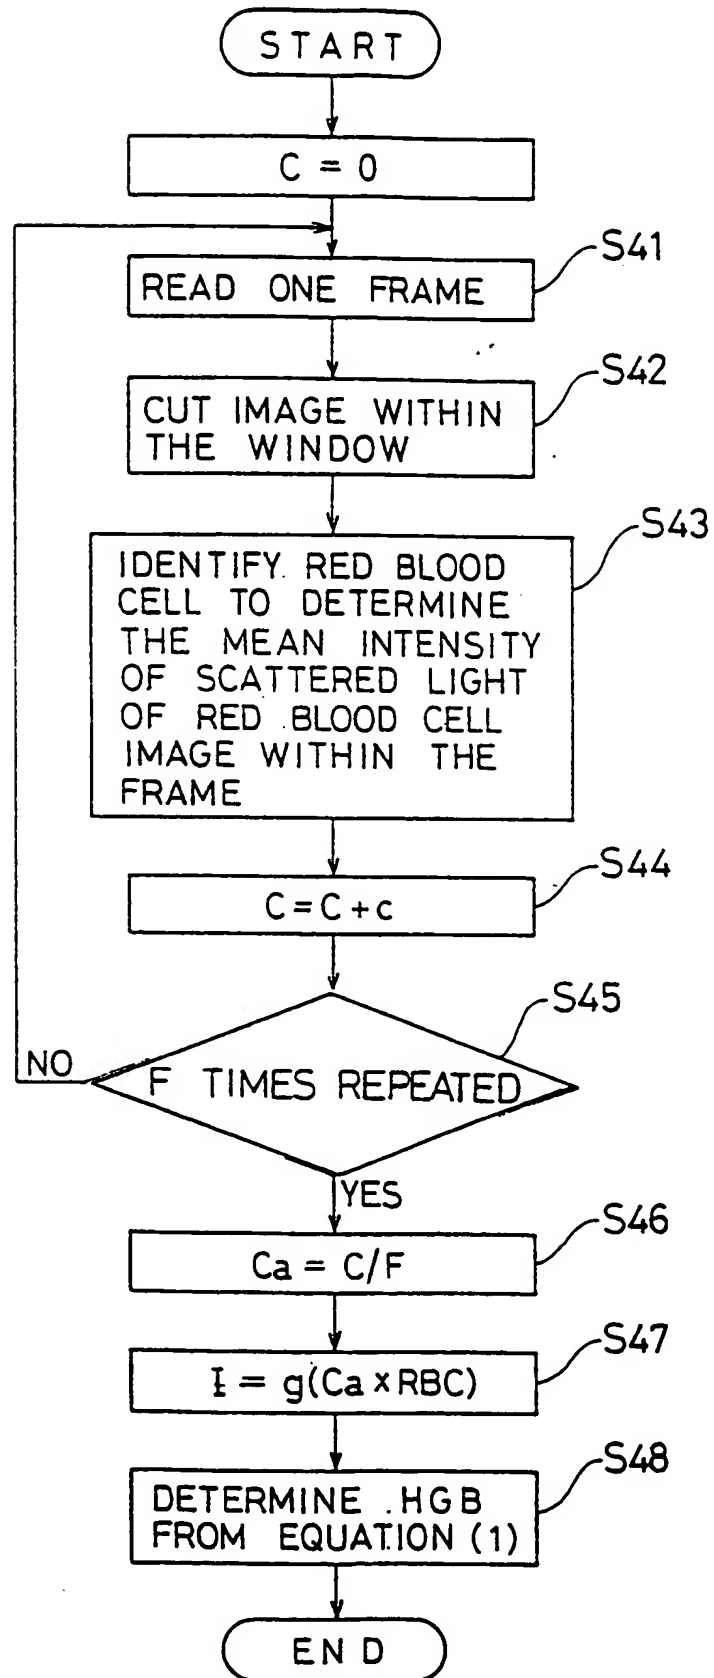 START
C = 0
S41
READ ONE FRAME
S42
CUT IMAGE WITHIN
THE WINDOW
S43
IDENTIFY RED BLOOD
CELL TO DETERMINE
THE MEAN INTENSITY
OF SCATTERED LIGHT
OF RED BLOOD CELL
IMAGE WITHIN THE
FRAME
S44
C = C + c
S45
F TIMES REPEATED
NO
YES
S46
Ca = C/F
S47
I = g(Ca x RBC)
S48
DETERMINE HGB
FROM EQUATION (1)
END